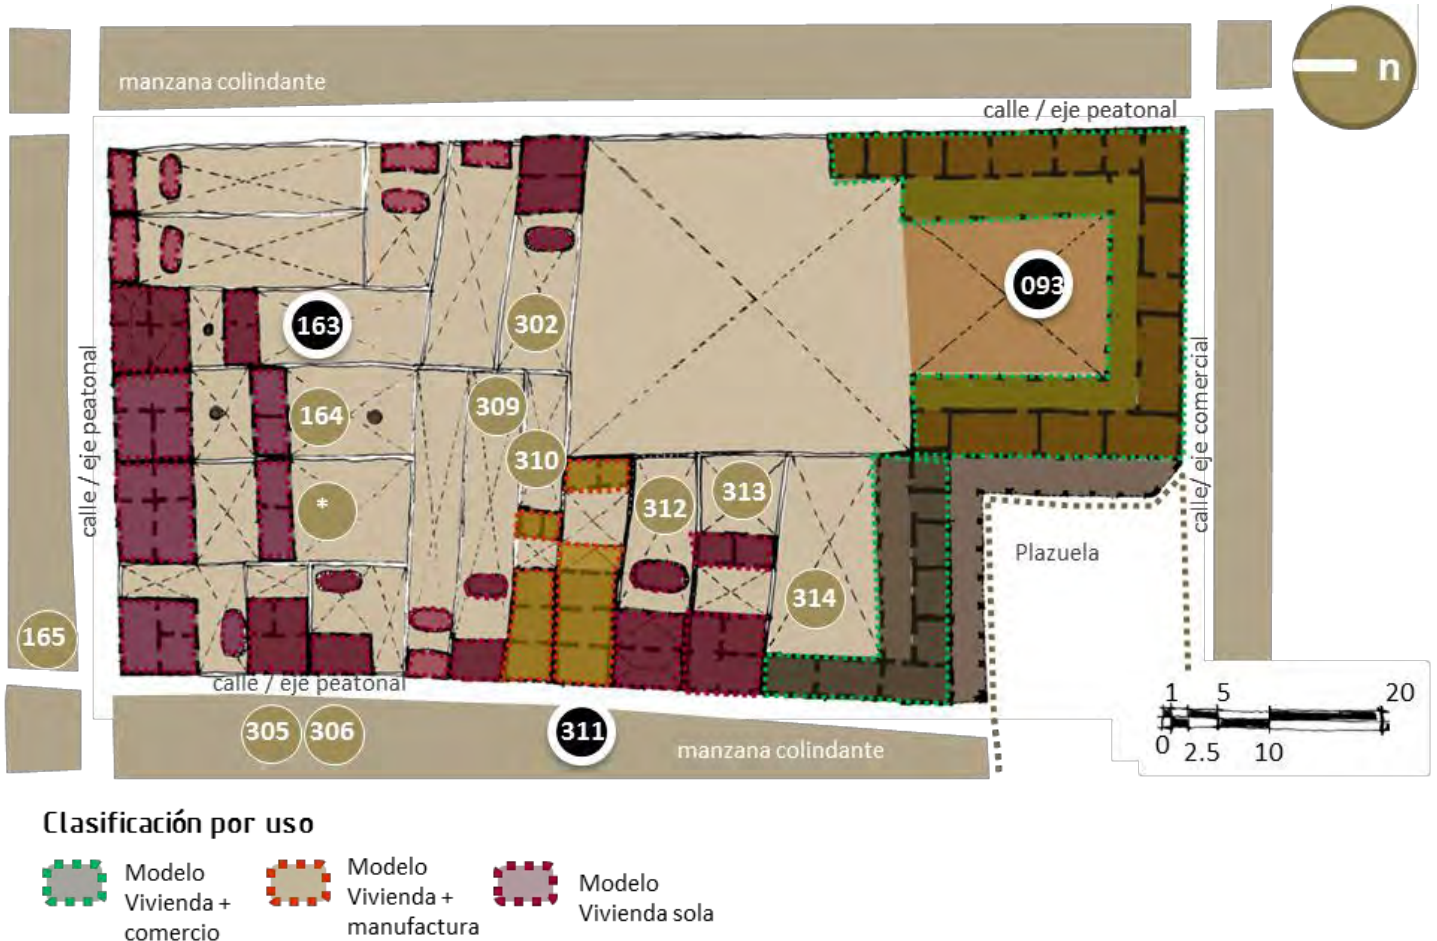 n
manzana colindante
calle / eje peatonal
093
163
302
164
309
calle / eje peatonal
calle/ eje comercial
310
*
312
313
Plazuela
314
165
calle / eje peatonal
305
306
311
manzana colindante
1 5 20
0 2.5 10
Clasificación por uso
Modelo
Vivienda +
comercio
Modelo
Vivienda +
manufactura
Modelo
Vivienda sola